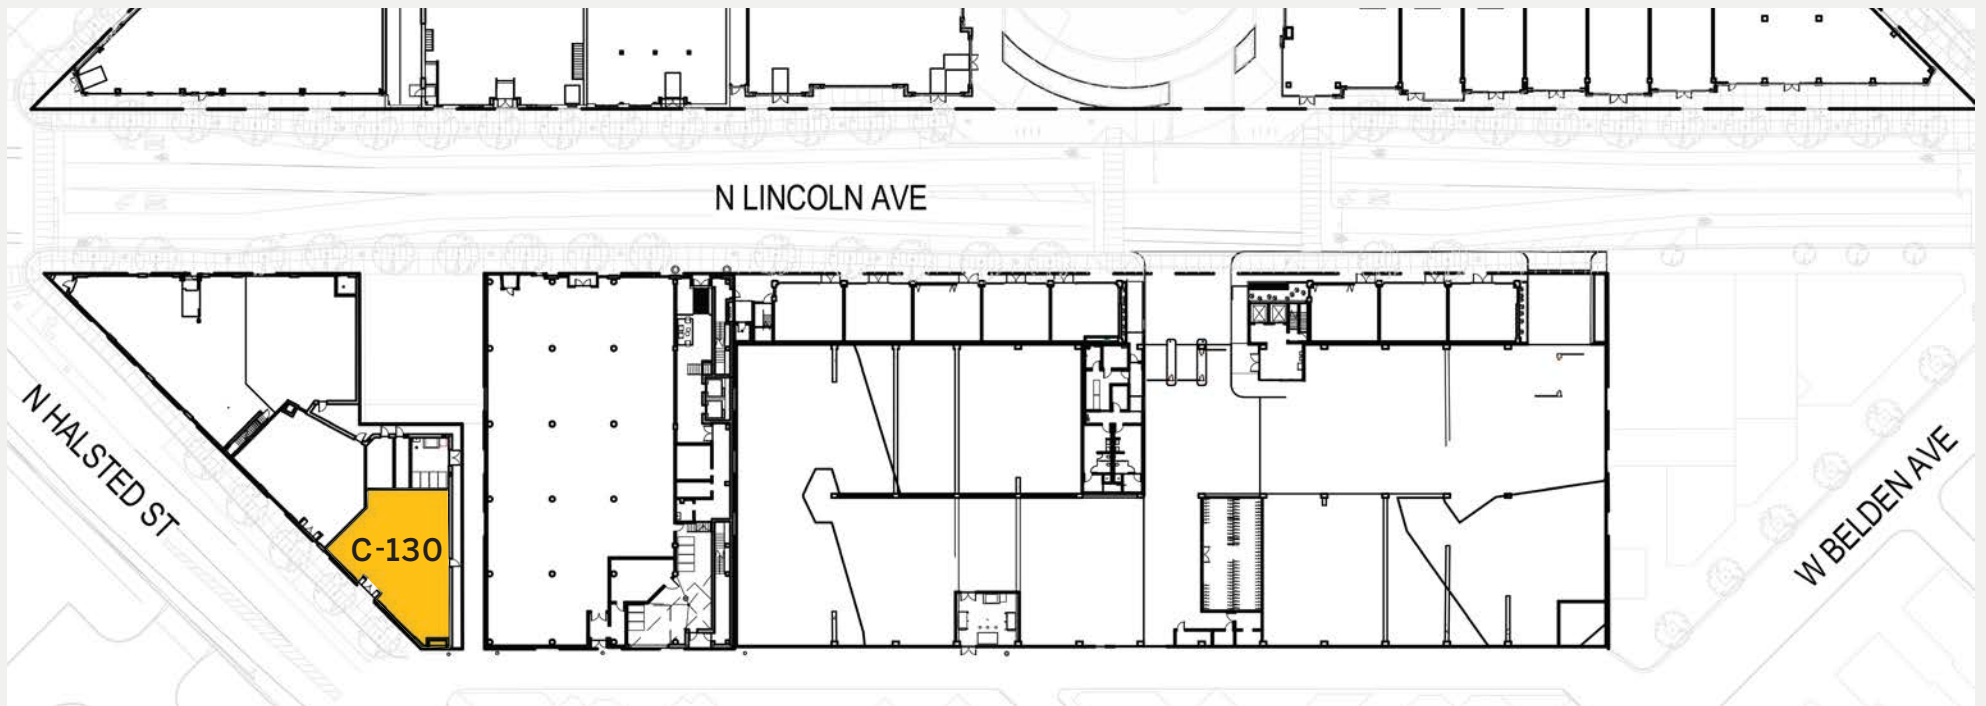 N LINCOLN AVE
N HALSTED ST
C-130
W BELDEN AVE